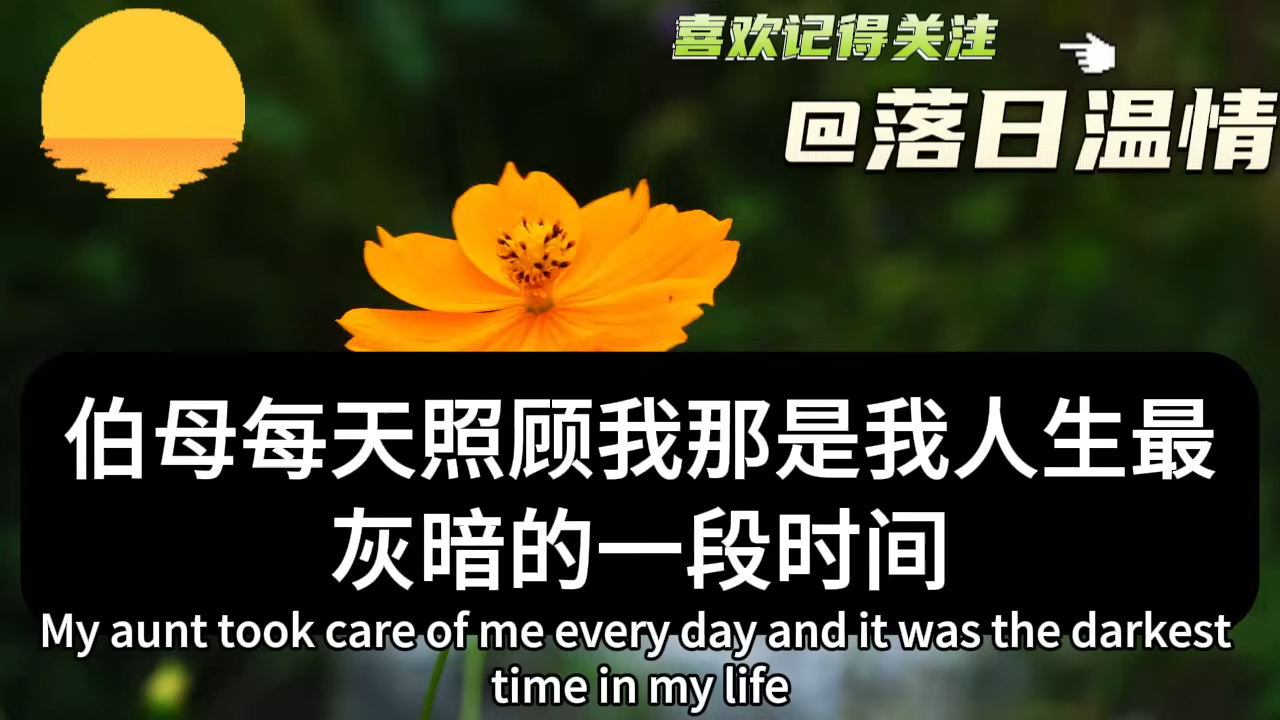 喜欢记得关注
@落日温情
伯母每天照顾我那是我人生最
灰暗的一段时间
My aunt took care of me every day and it was the darkest
time in my life